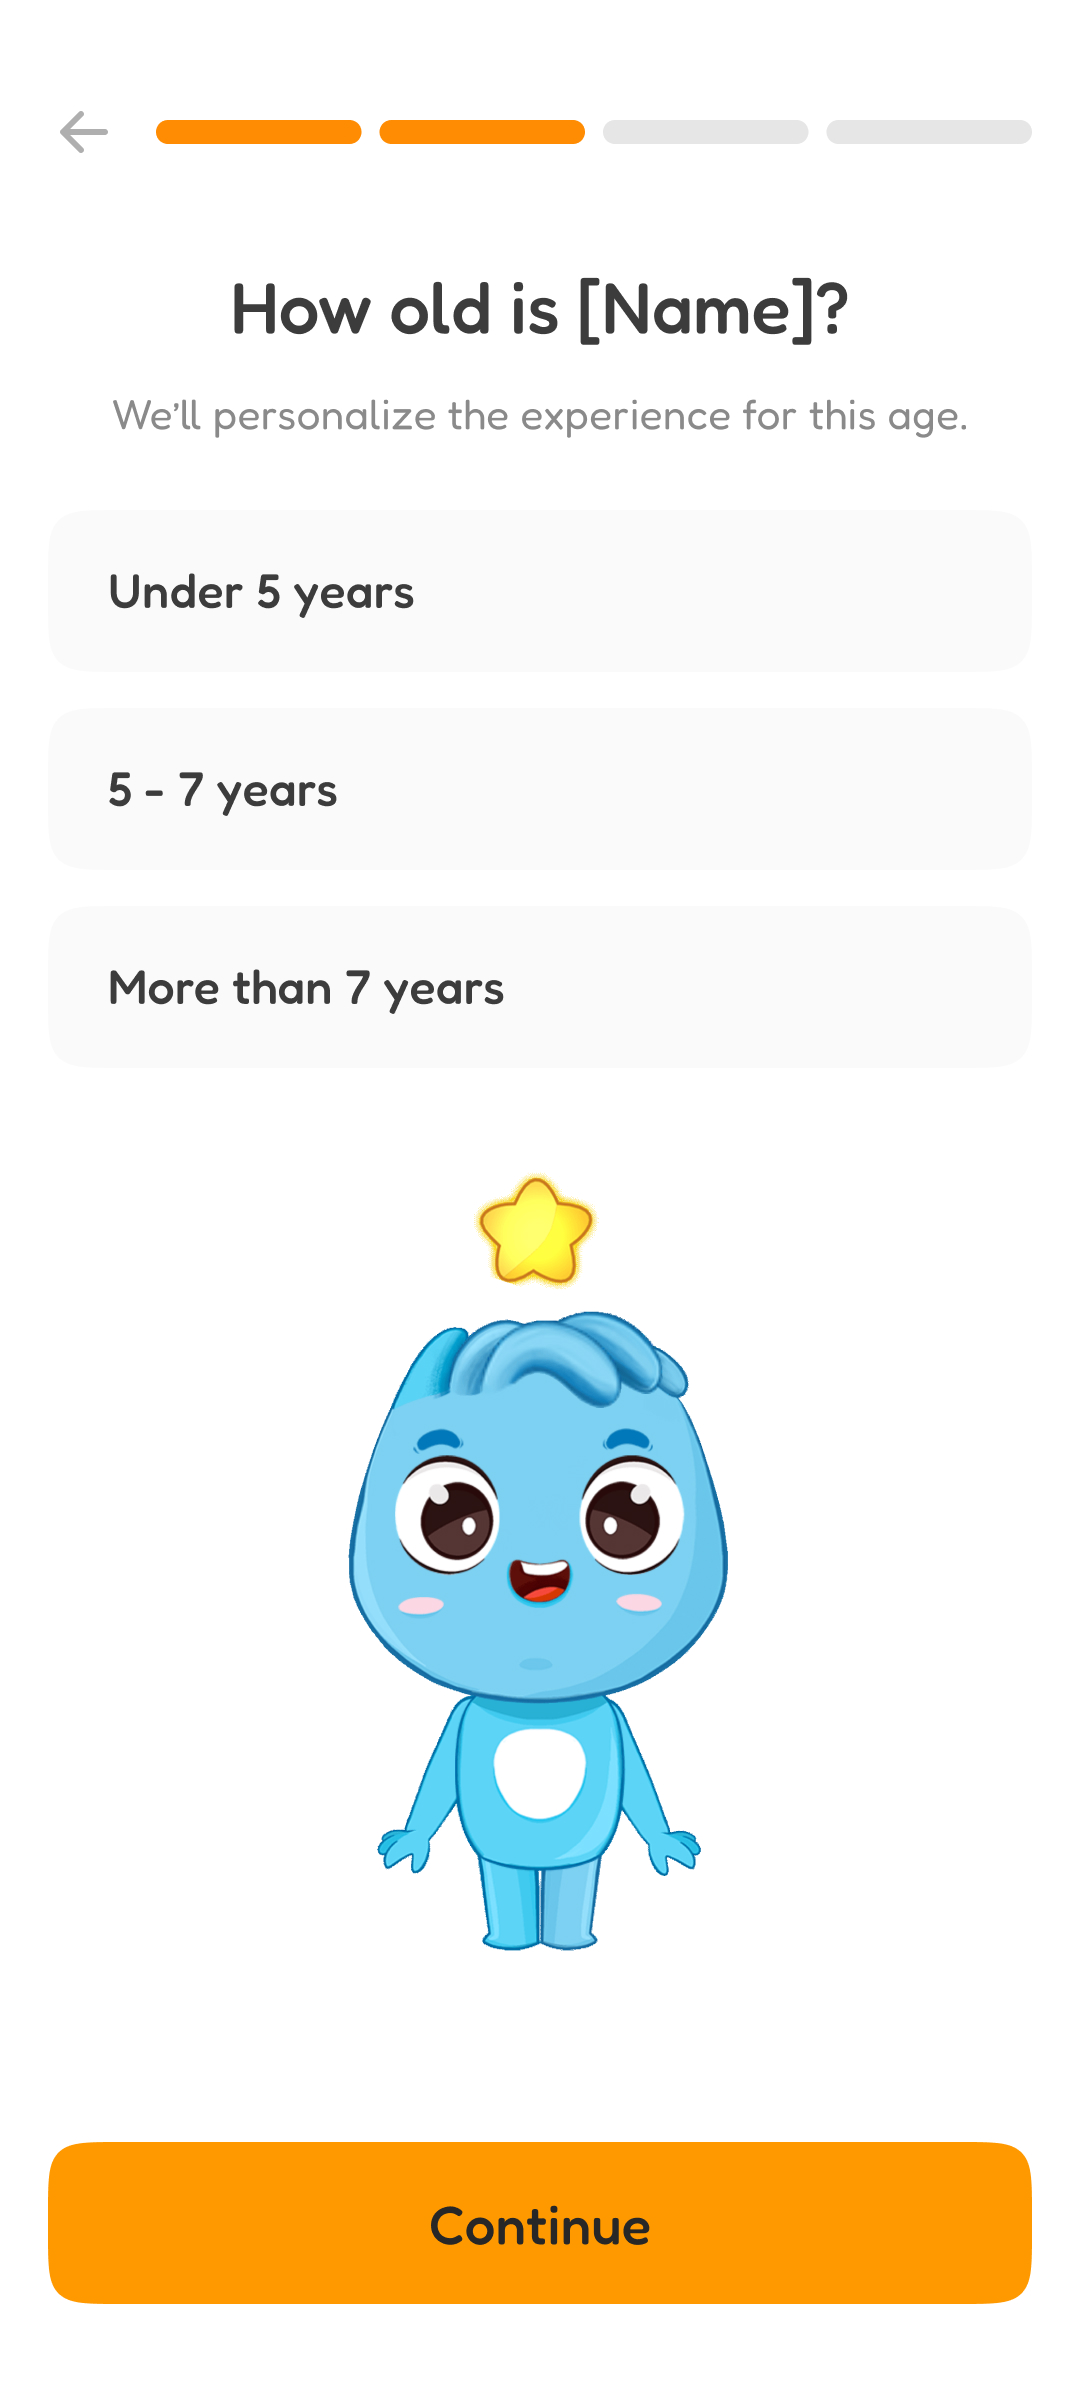 How old is [Name]?
We’ll personalize the experience for this age.
Under 5 years
5 - 7 years
More than 7 years
Continue